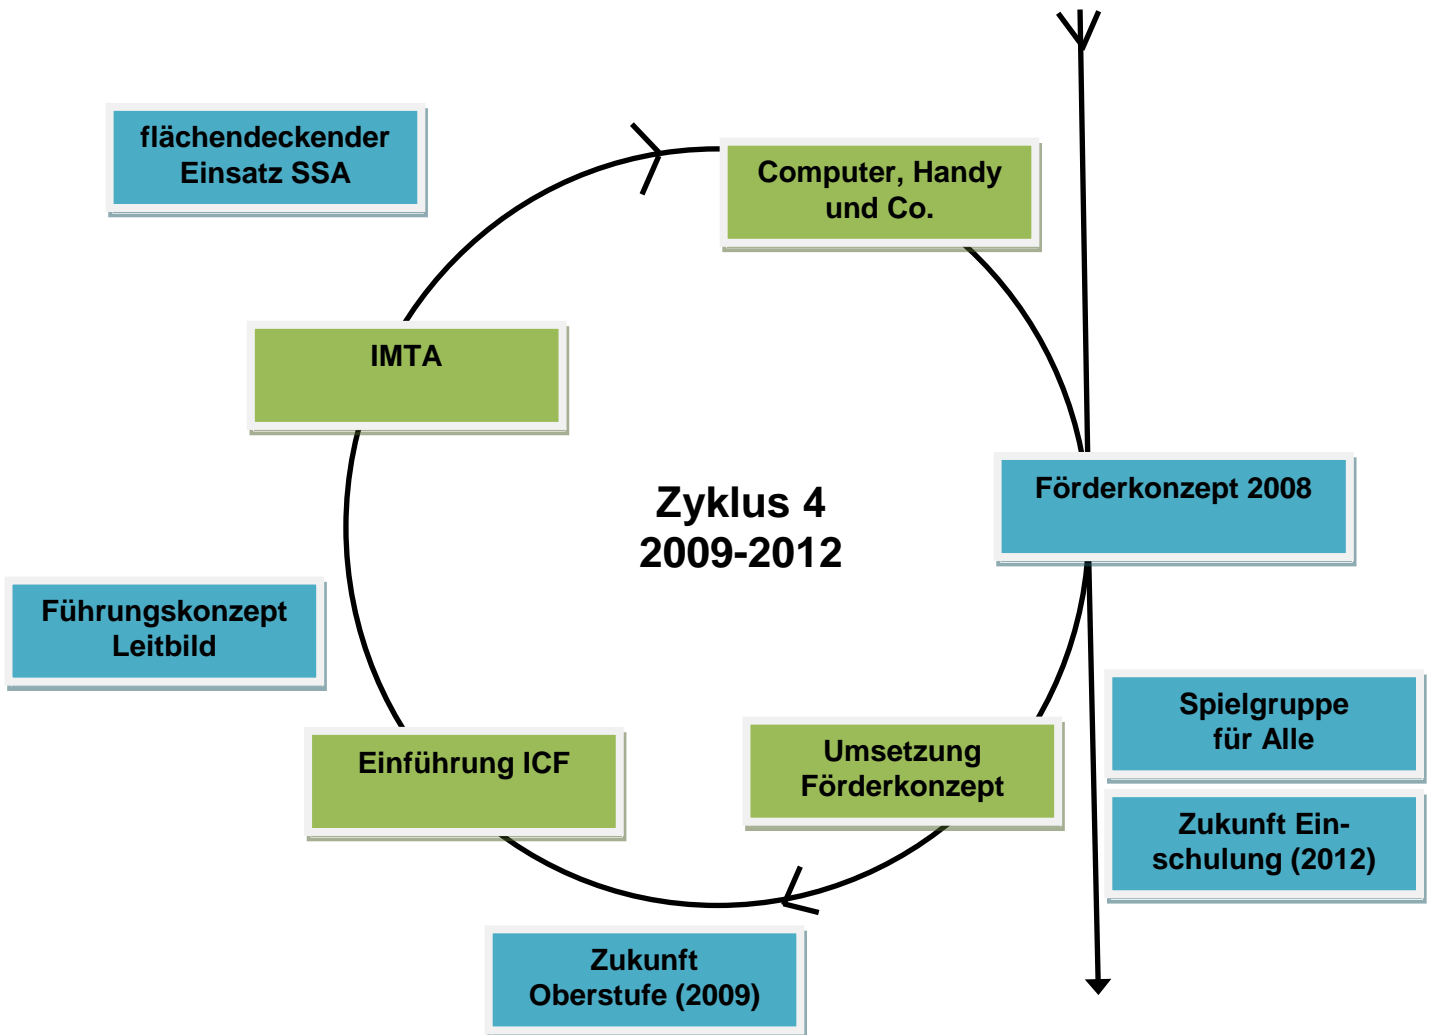 flächendeckender
Einsatz SSA
Computer, Handy
und Co.
IMTA
Förderkonzept 2008
Zyklus 4
2009-2012
Führungskonzept
Leitbild
Spielgruppe
für Alle
Einführung ICF
Umsetzung
Förderkonzept
Zukunft Ein-
schulung (2012)
Zukunft
Oberstufe (2009)